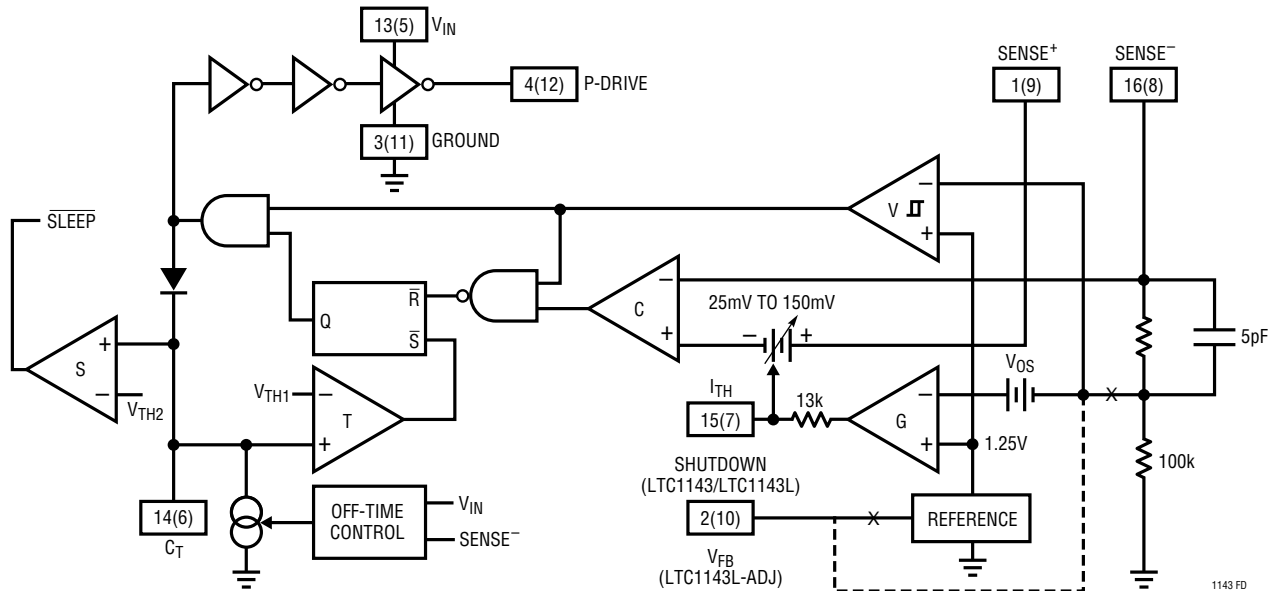 13(5) V_IN
4(12) P-DRIVE
3(11) GROUND
SENSE⁺
1(9)
SENSE⁻
16(8)
SLEEP̅
S
+
−
V_TH2
Q
R̅
S̅
V_TH1
−
+
T
14(6)
C_T
OFF-TIME
CONTROL
V_IN
SENSE⁻
V
−
+
C
−
+
25mV TO 150mV
−
+
I_TH
15(7)
13k
G
−
+
V_OS
X
5pF
100k
1.25V
SHUTDOWN
(LTC1143/LTC1143L)
2(10)
X
REFERENCE
V_FB
(LTC1143L-ADJ)
1143 FD